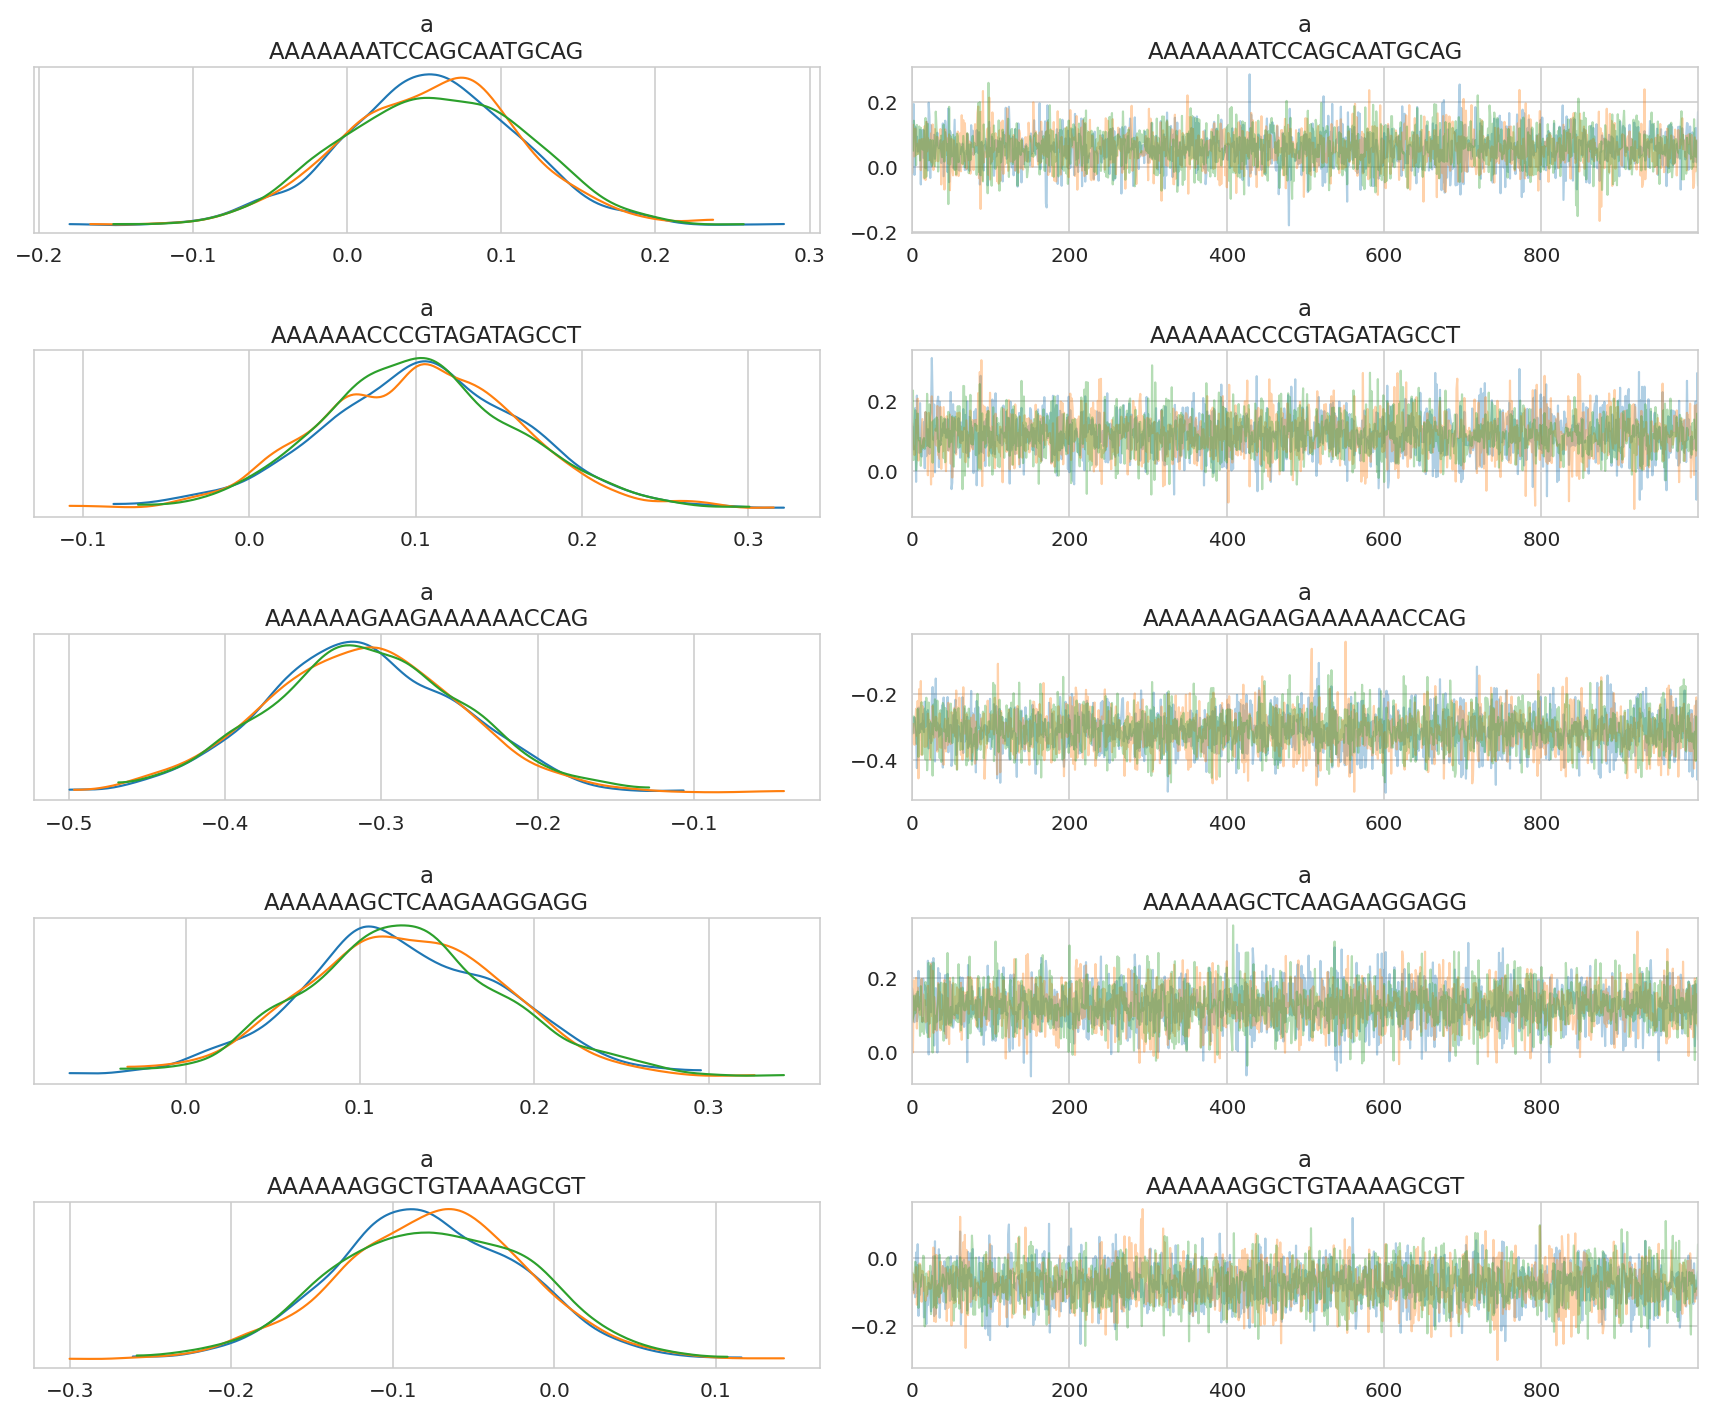 a
AAAAAAATCCAGCAATGCAG
−0.2 −0.1 0.0 0.1 0.2 0.3
a
AAAAAAATCCAGCAATGCAG
0.2
0.0
−0.2
0 200 400 600 800
a
AAAAAACCCGTAGATAGCCT
−0.1 0.0 0.1 0.2 0.3
a
AAAAAACCCGTAGATAGCCT
0.2
0.0
0 200 400 600 800
a
AAAAAAGAAGAAAAAACCAG
−0.5 −0.4 −0.3 −0.2 −0.1
a
AAAAAAGAAGAAAAAACCAG
−0.2
−0.4
0 200 400 600 800
a
AAAAAAGCTCAAGAAGGAGG
0.0 0.1 0.2 0.3
a
AAAAAAGCTCAAGAAGGAGG
0.2
0.0
0 200 400 600 800
a
AAAAAAGGCTGTAAAAGCGT
−0.3 −0.2 −0.1 0.0 0.1
a
AAAAAAGGCTGTAAAAGCGT
0.0
−0.2
0 200 400 600 800